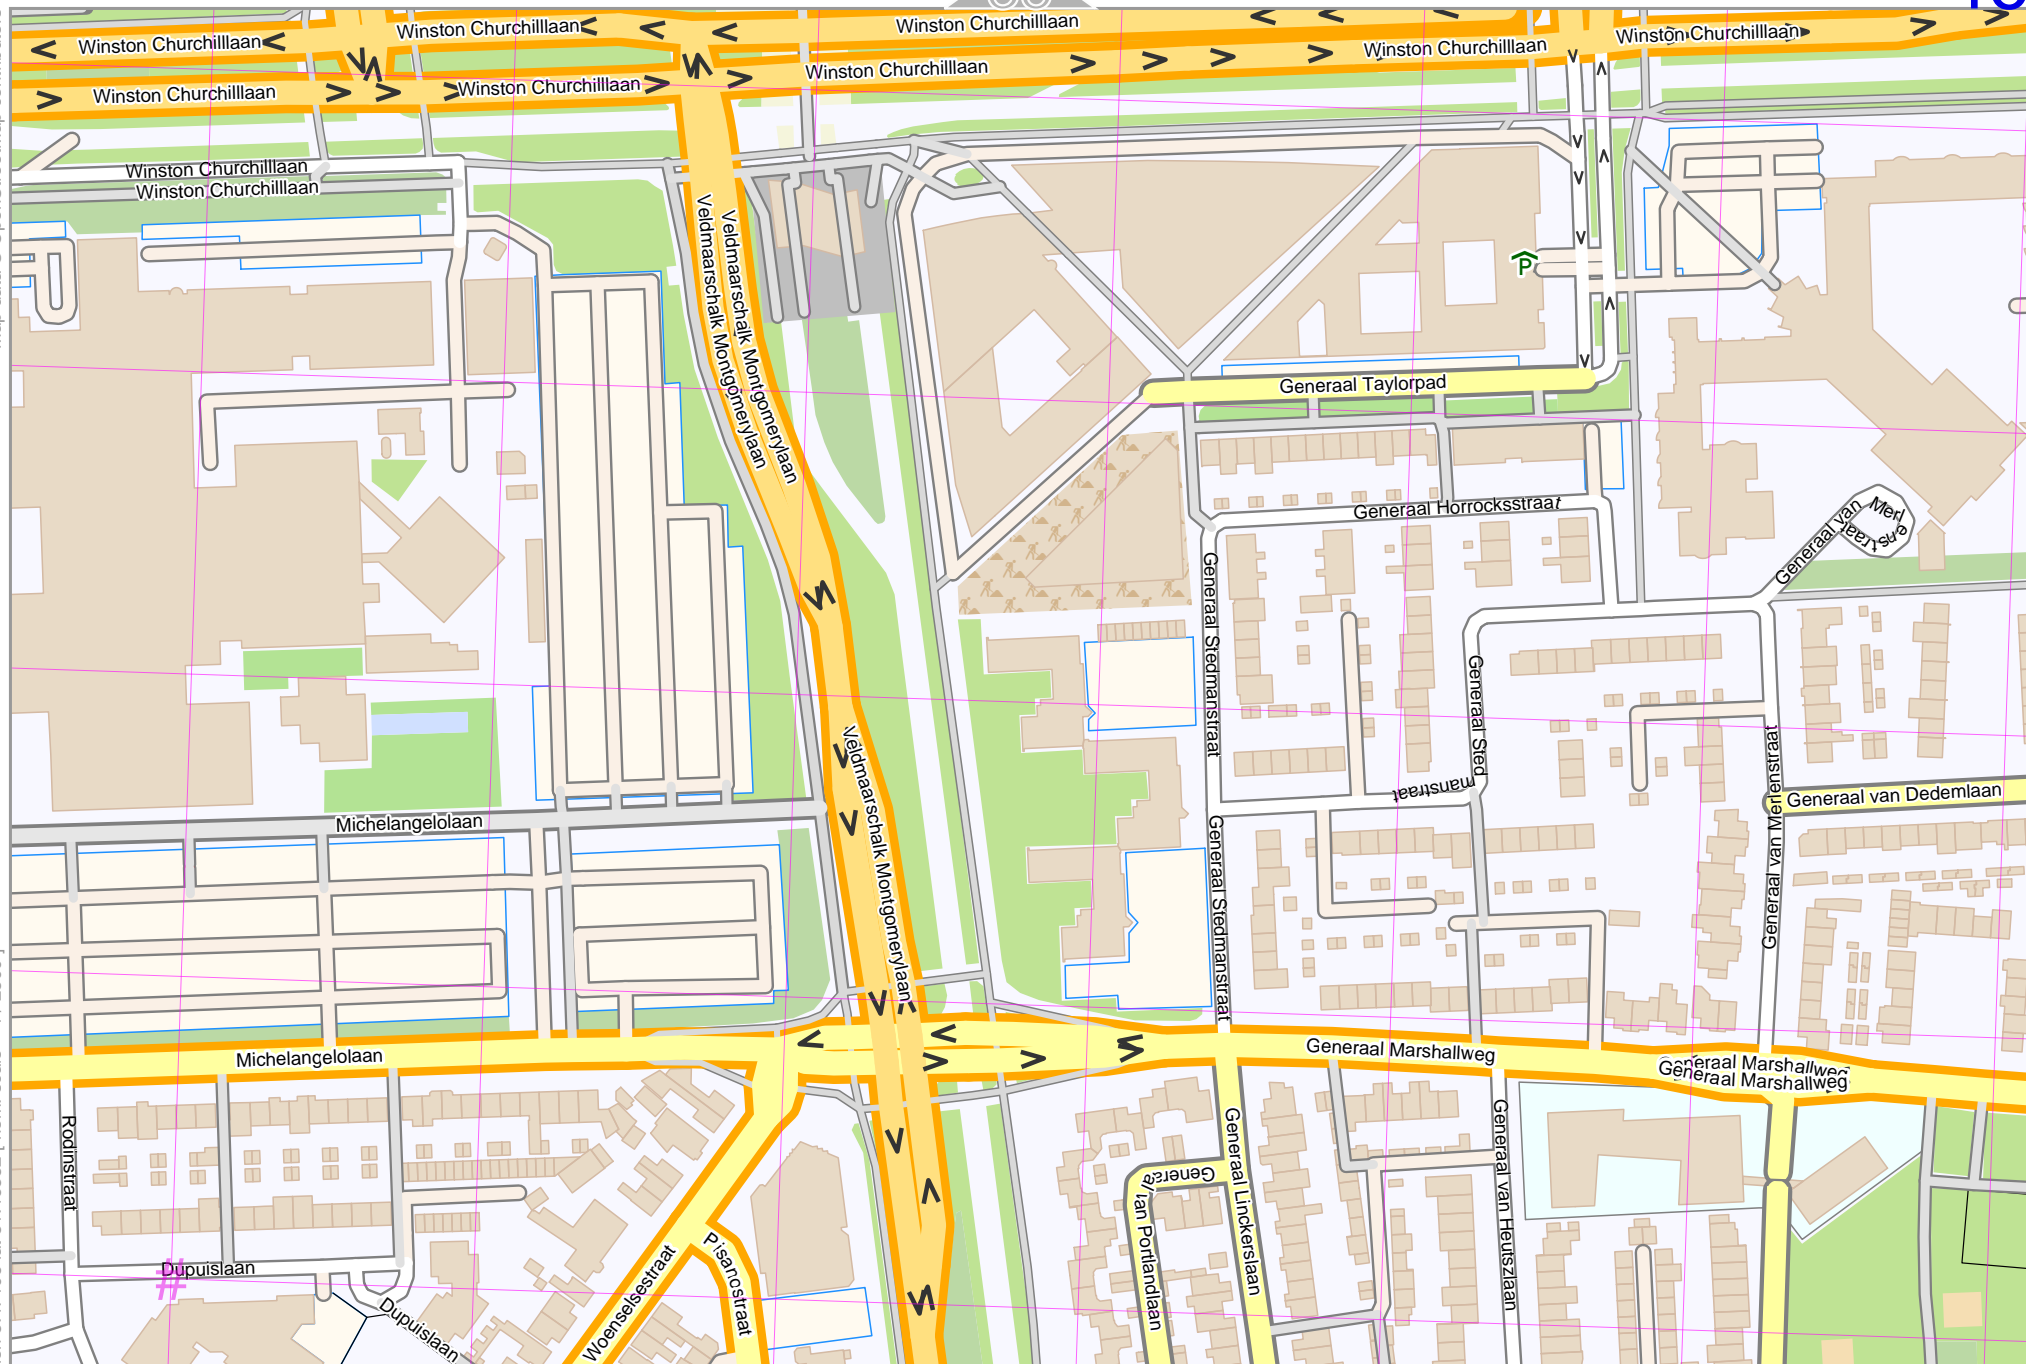 Winston Churchilllaan
Winston Churchilllaan
Winston Churchilllaan
Winston Churchilllaan
Winston Churchilllaan
Winston Churchilllaan
Winston Churchilllaan
Winston Churchilllaan
Winston Churchilllaan
Winston Churchilllaan
Veldmaarschalk Montgomerylaan
Veldmaarschalk Montgomerylaan
P
Generaal Taylorpad
Generaal Horrocksstraat
Generaal van Merlenstraat
Generaal Stedmanstraat
Generaal Stedmanstraat
Veldmaarschalk Montgomerylaan
Generaal van Merlenstraat
Generaal van Dedemlaan
Michelangelolaan
Generaal Stedmanstraat
Michelangelolaan
Generaal Marshallweg
Generaal Marshallweg
Generaal Marshallweg
Rodinstraat
Generaal Linckerslaan
Generaal van Heutszlaan
Generaal van Portlandlaan
Dupuislaan
#
Pisanostraat
Woenselsestraat
Dupuislaan